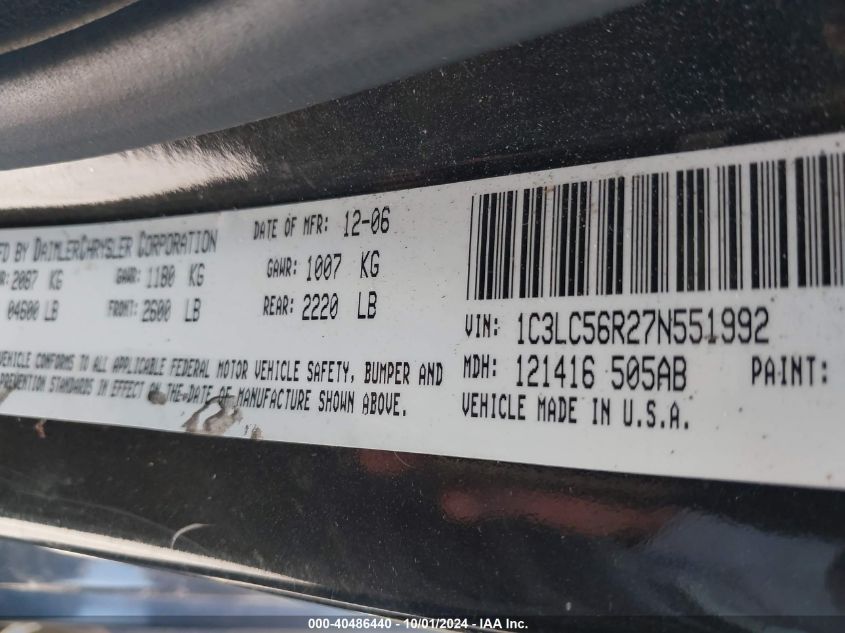 MFD BY DAIMLERCHRYSLER CORPORATION
DATE OF MFR: 12-06
2087 KG GAWR: 1180 KG GAWR: 1007 KG
04600 LB FRONT: 2600 LB REAR: 2220 LB
VEHICLE CONFORMS TO ALL APPLICABLE FEDERAL MOTOR VEHICLE SAFETY, BUMPER AND
PREVENTION STANDARDS IN EFFECT ON THE DATE OF MANUFACTURE SHOWN ABOVE.
VIN: 1C3LC56R27N551992
MDH: 121416 505AB PAINT:
VEHICLE MADE IN U.S.A.
000-40486440 - 10/01/2024 - IAA Inc.